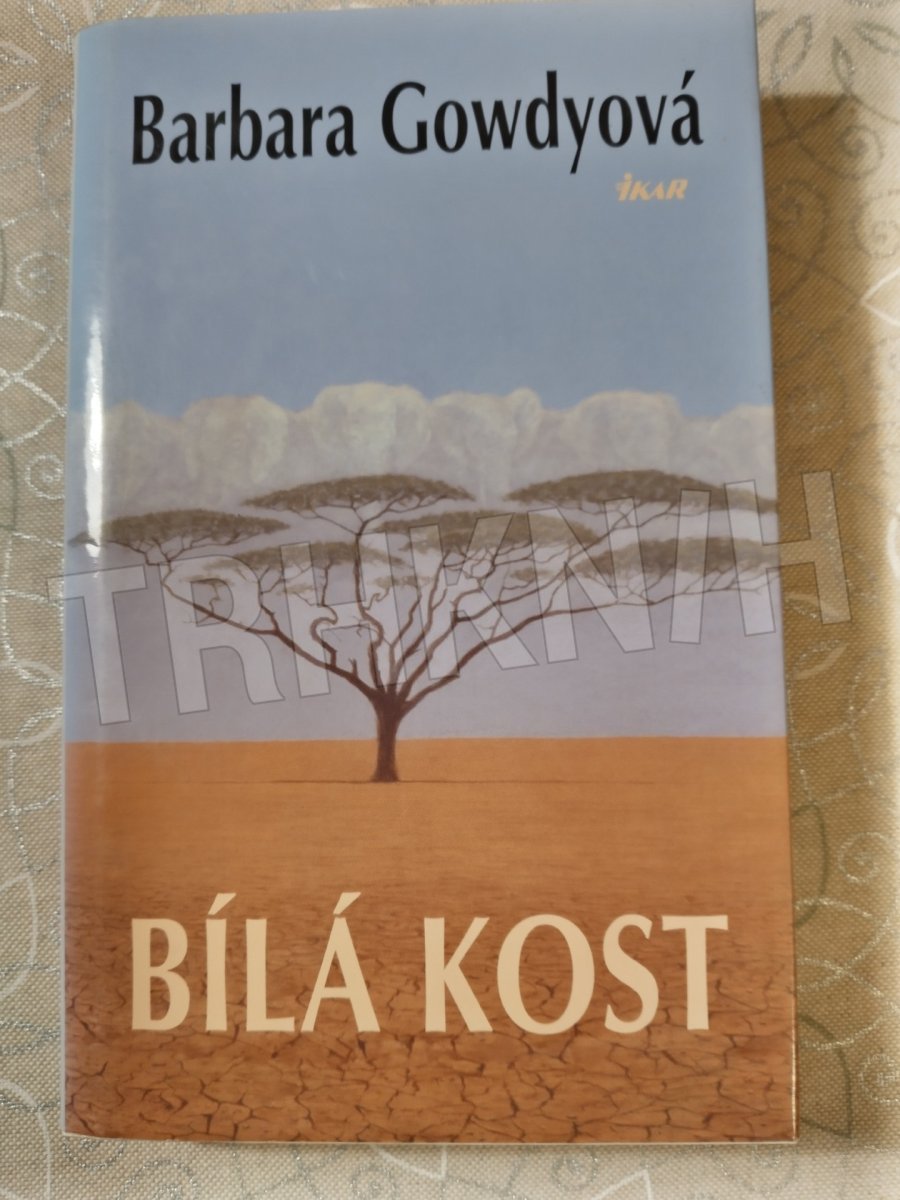 Barbara Gowdyová
iKAR
TRHKNIH
BÍLÁ KOST